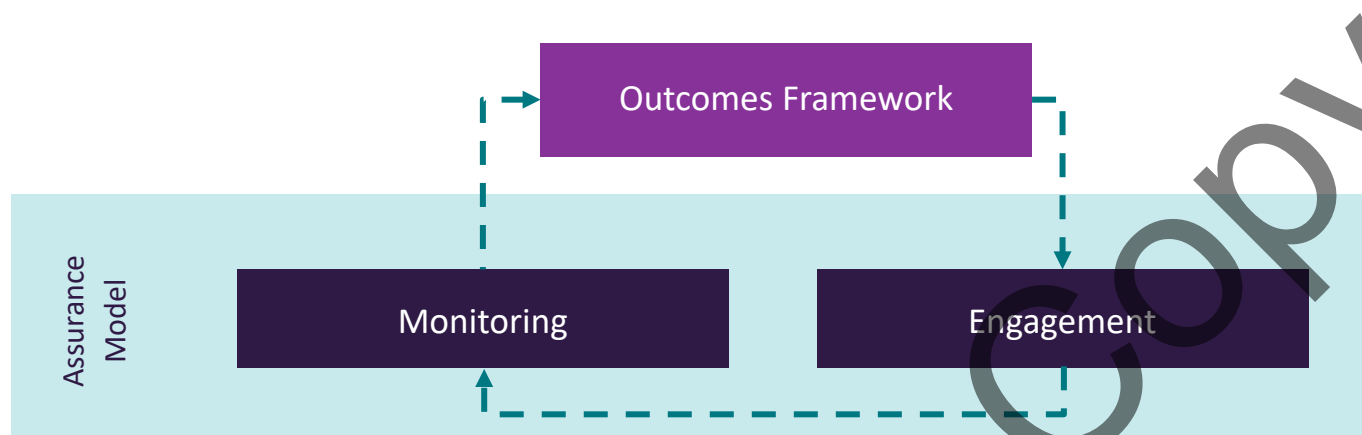 Outcomes Framework
Assurance
Model
Monitoring
Engagement